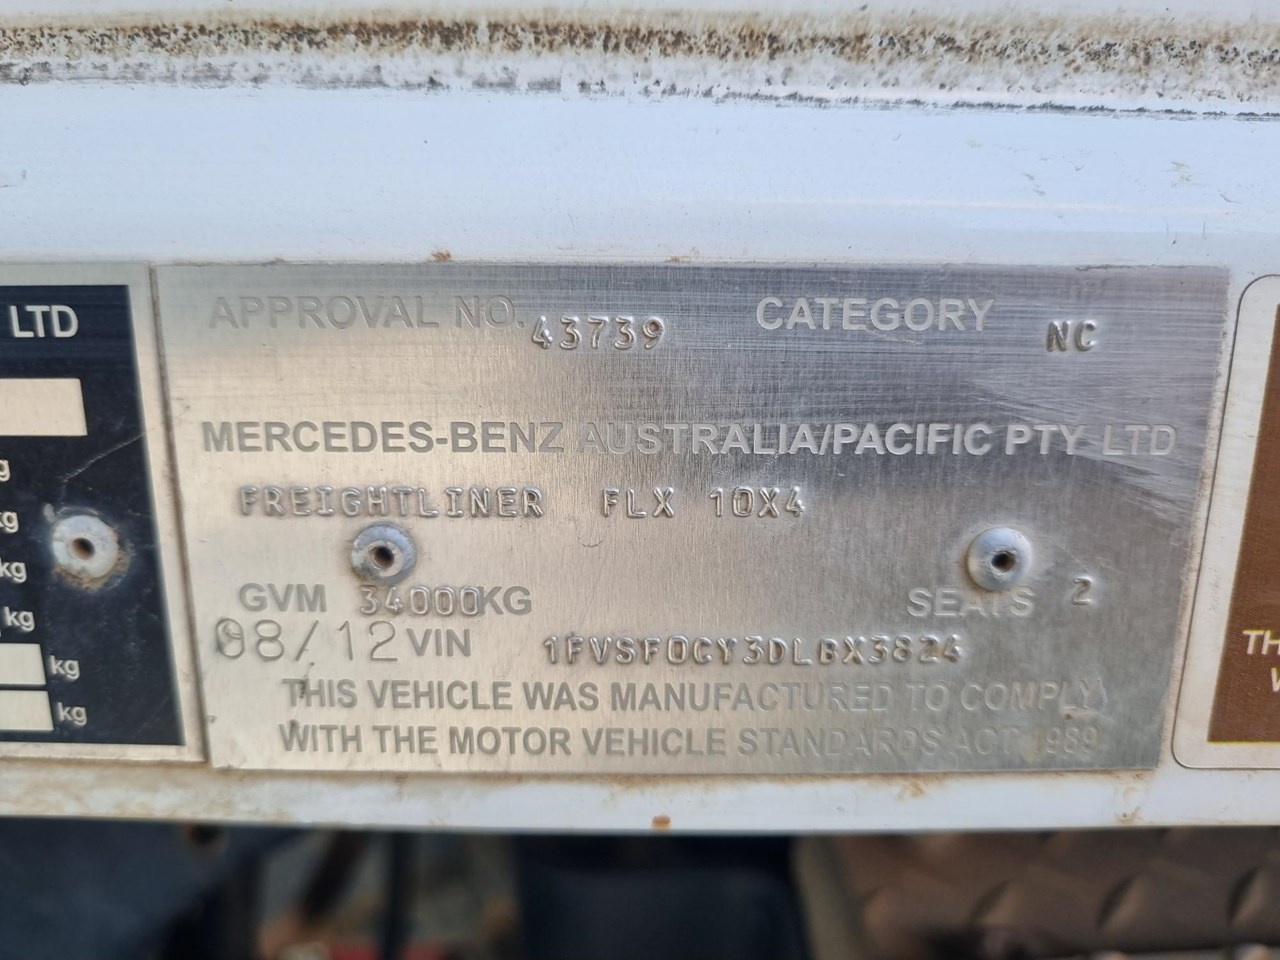 LTD
g
kg
kg
kg
kg
kg
APPROVAL NO. 43739 CATEGORY NC
MERCEDES-BENZ AUSTRALIA/PACIFIC PTY LTD
FREIGHTLINER FLX 10X4
GVM 34000KG SEATS 2
08/12 VIN 1FVSF0CY3DLBX3824
THIS VEHICLE WAS MANUFACTURED TO COMPLY
WITH THE MOTOR VEHICLE STANDARDS ACT 1989
TH
W